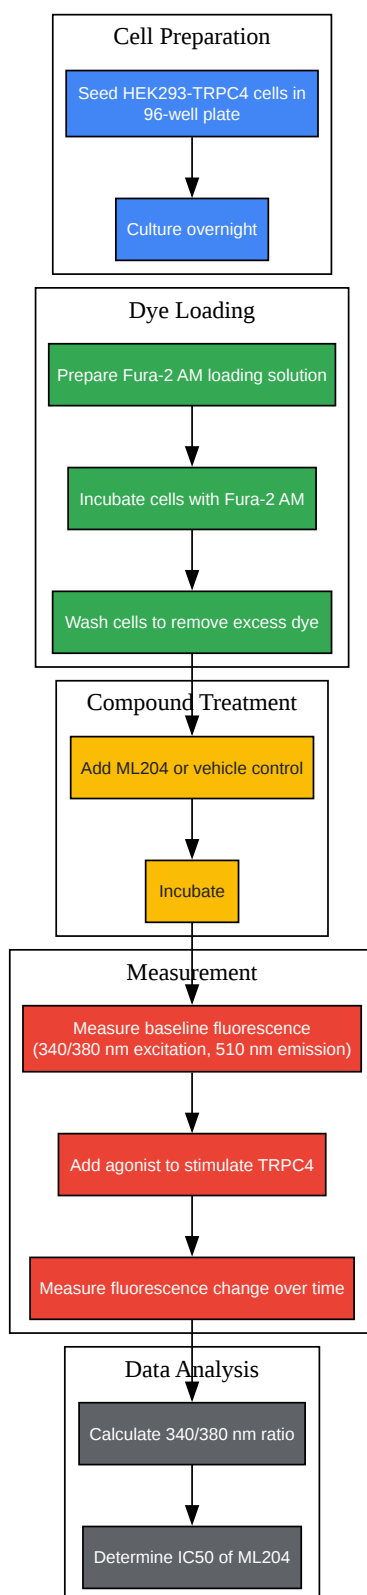 Cell Preparation
Seed HEK293-TRPC4 cells in
96-well plate
Culture overnight
Dye Loading
Prepare Fura-2 AM loading solution
Incubate cells with Fura-2 AM
Wash cells to remove excess dye
Compound Treatment
Add ML204 or vehicle control
Incubate
Measurement
Measure baseline fluorescence
(340/380 nm excitation, 510 nm emission)
Add agonist to stimulate TRPC4
Measure fluorescence change over time
Data Analysis
Calculate 340/380 nm ratio
Determine IC50 of ML204